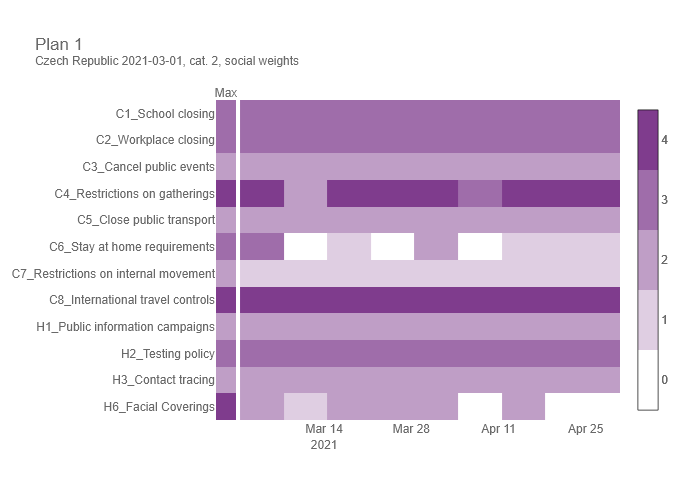 Plan 1
Czech Republic 2021-03-01, cat. 2, social weights
Max
C1_School closing
C2_Workplace closing
C3_Cancel public events
C4_Restrictions on gatherings
C5_Close public transport
C6_Stay at home requirements
C7_Restrictions on internal movement
C8_International travel controls
H1_Public information campaigns
H2_Testing policy
H3_Contact tracing
H6_Facial Coverings
Mar 14 Mar 28 Apr 11 Apr 25
2021
4
3
2
1
0